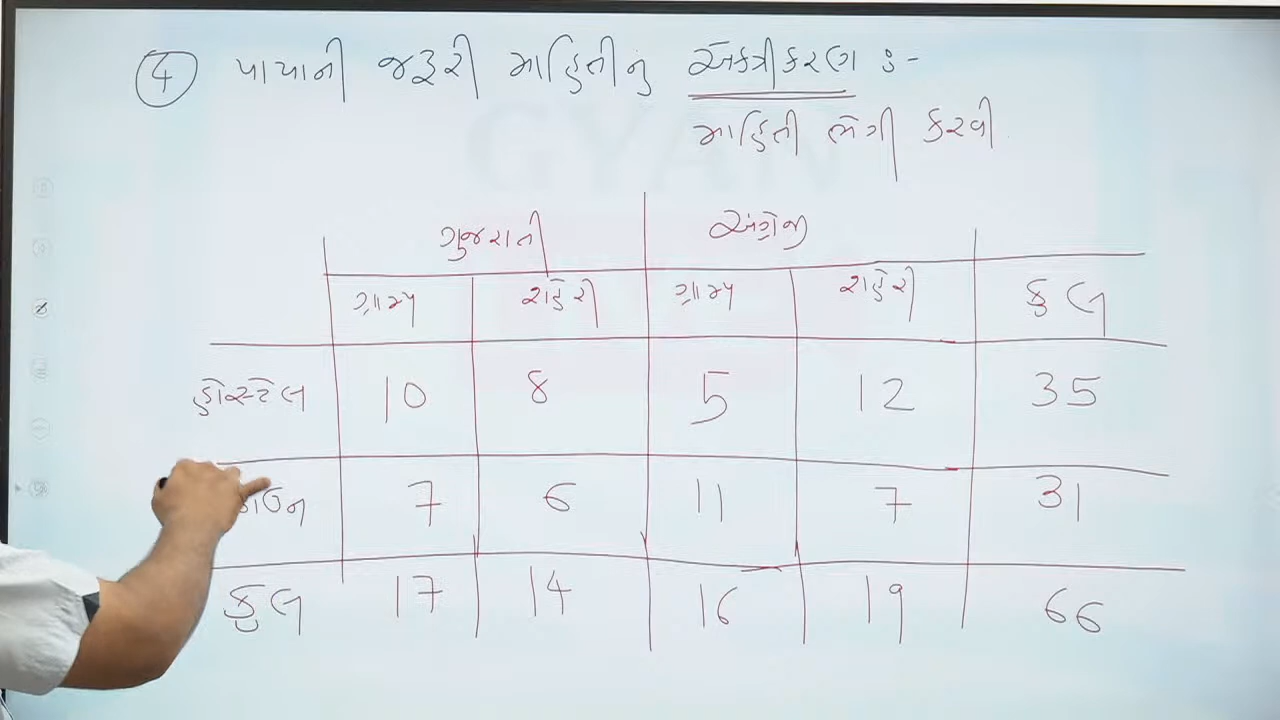 ④ પાયાની જરૂરી માહિતીનું એકત્રીકરણ :-
માહિતી ભેગી કરવી
ગુજરાતી અંગ્રેજી
ગ્રામ્ય શહેરી ગ્રામ્ય શહેરી કુલ
હોસ્ટેલ 10 8 5 12 35
7 6 11 7 31
કુલ 17 14 16 19 66